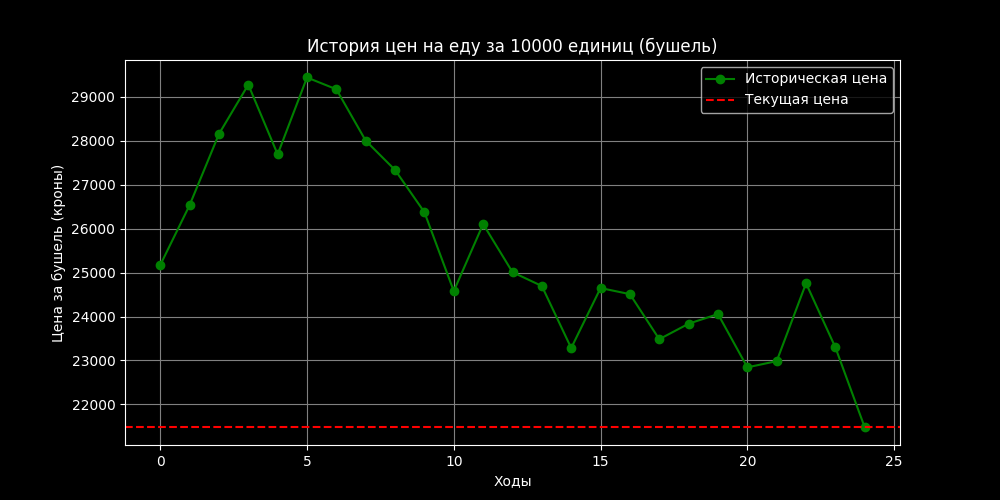 История цен на еду за 10000 единиц (бушель)
Историческая цена
Текущая цена
Цена за бушель (кроны)
29000
28000
27000
26000
25000
24000
23000
22000
0 5 10 15 20 25
Ходы